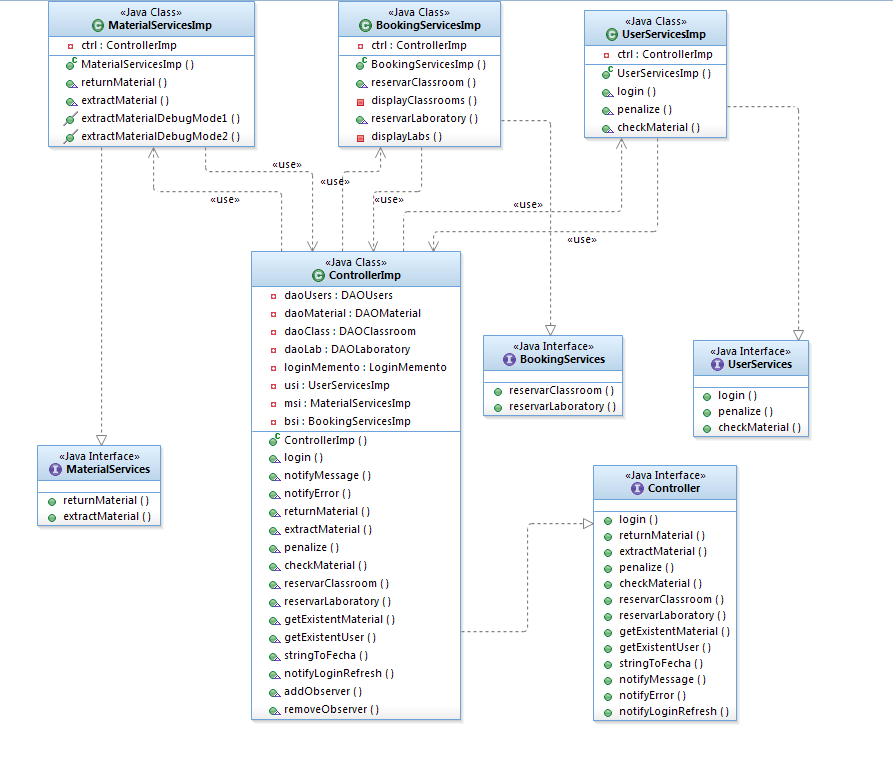 «Java Class»
MaterialServicesImp
ctrl : ControllerImp
MaterialServicesImp ( )
returnMaterial ( )
extractMaterial ( )
extractMaterialDebugMode1 ( )
extractMaterialDebugMode2 ( )
«Java Class»
BookingServicesImp
ctrl : ControllerImp
BookingServicesImp ( )
reservarClassroom ( )
displayClassrooms ( )
reservarLaboratory ( )
displayLabs ( )
«Java Class»
UserServicesImp
ctrl : ControllerImp
UserServicesImp ( )
login ( )
penalize ( )
checkMaterial ( )
«use»
«use»
«use»
«use»
«use»
«use»
«Java Class»
ControllerImp
daoUsers : DAOUsers
daoMaterial : DAOMaterial
daoClass : DAOClassroom
daoLab : DAOLaboratory
loginMemento : LoginMemento
usi : UserServicesImp
msi : MaterialServicesImp
bsi : BookingServicesImp
ControllerImp ( )
login ( )
notifyMessage ( )
notifyError ( )
returnMaterial ( )
extractMaterial ( )
penalize ( )
checkMaterial ( )
reservarClassroom ( )
reservarLaboratory ( )
getExistentMaterial ( )
getExistentUser ( )
stringToFecha ( )
notifyLoginRefresh ( )
addObserver ( )
removeObserver ( )
«Java Interface»
BookingServices
reservarClassroom ( )
reservarLaboratory ( )
«Java Interface»
UserServices
login ( )
penalize ( )
checkMaterial ( )
«Java Interface»
MaterialServices
returnMaterial ( )
extractMaterial ( )
«Java Interface»
Controller
login ( )
returnMaterial ( )
extractMaterial ( )
penalize ( )
checkMaterial ( )
reservarClassroom ( )
reservarLaboratory ( )
getExistentMaterial ( )
getExistentUser ( )
stringToFecha ( )
notifyMessage ( )
notifyError ( )
notifyLoginRefresh ( )